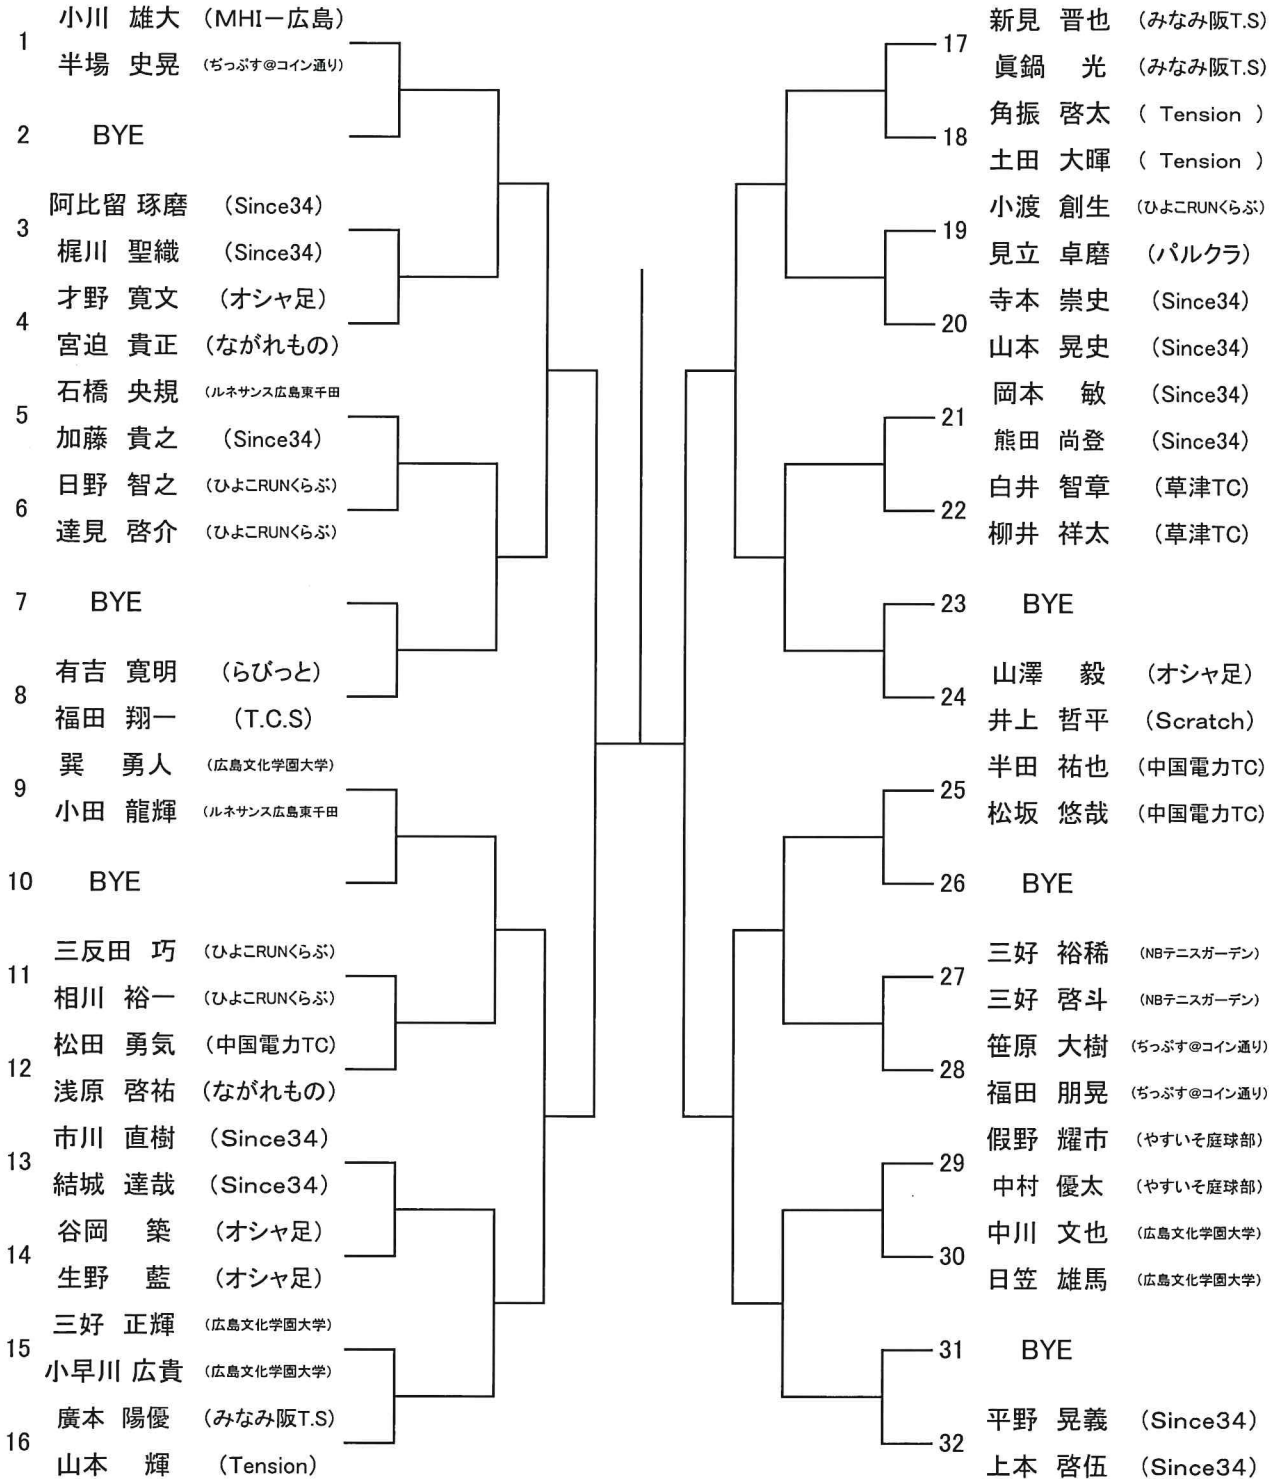 1
小川 雄大 (MHI－広島)
半場 史晃 (ぢっぷす@コイン通り)
2 BYE
3
阿比留 琢磨 (Since34)
梶川 聖織 (Since34)
4
才野 寛文 (オシャ足)
宮迫 貴正 (ながれもの)
5
石橋 央規 (ルネサンス広島東千田
加藤 貴之 (Since34)
6
日野 智之 (ひよこRUNくらぶ)
達見 啓介 (ひよこRUNくらぶ)
7 BYE
8
有吉 寛明 (らびっと)
福田 翔一 (T.C.S)
9
巽 勇人 (広島文化学園大学)
小田 龍輝 (ルネサンス広島東千田
10 BYE
11
三反田 巧 (ひよこRUNくらぶ)
相川 裕一 (ひよこRUNくらぶ)
12
松田 勇気 (中国電力TC)
浅原 啓祐 (ながれもの)
13
市川 直樹 (Since34)
結城 達哉 (Since34)
14
谷岡 築 (オシャ足)
生野 藍 (オシャ足)
15
三好 正輝 (広島文化学園大学)
小早川 広貴 (広島文化学園大学)
16
廣本 陽優 (みなみ阪T.S)
山本 輝 (Tension)
17
新見 晋也 (みなみ阪T.S)
眞鍋 光 (みなみ阪T.S)
18
角振 啓太 ( Tension )
土田 大暉 ( Tension )
19
小渡 創生 (ひよこRUNくらぶ)
見立 卓磨 (パルクラ)
20
寺本 崇史 (Since34)
山本 晃史 (Since34)
21
岡本 敏 (Since34)
熊田 尚登 (Since34)
22
白井 智章 (草津TC)
柳井 祥太 (草津TC)
23 BYE
24
山澤 毅 (オシャ足)
井上 哲平 (Scratch)
25
半田 祐也 (中国電力TC)
松坂 悠哉 (中国電力TC)
26 BYE
27
三好 裕稀 (NBテニスガーデン)
三好 啓斗 (NBテニスガーデン)
28
笹原 大樹 (ぢっぷす@コイン通り)
福田 朋晃 (ぢっぷす@コイン通り)
29
假野 耀市 (やすいそ庭球部)
中村 優太 (やすいそ庭球部)
30
中川 文也 (広島文化学園大学)
日笠 雄馬 (広島文化学園大学)
31 BYE
32
平野 晃義 (Since34)
上本 啓伍 (Since34)